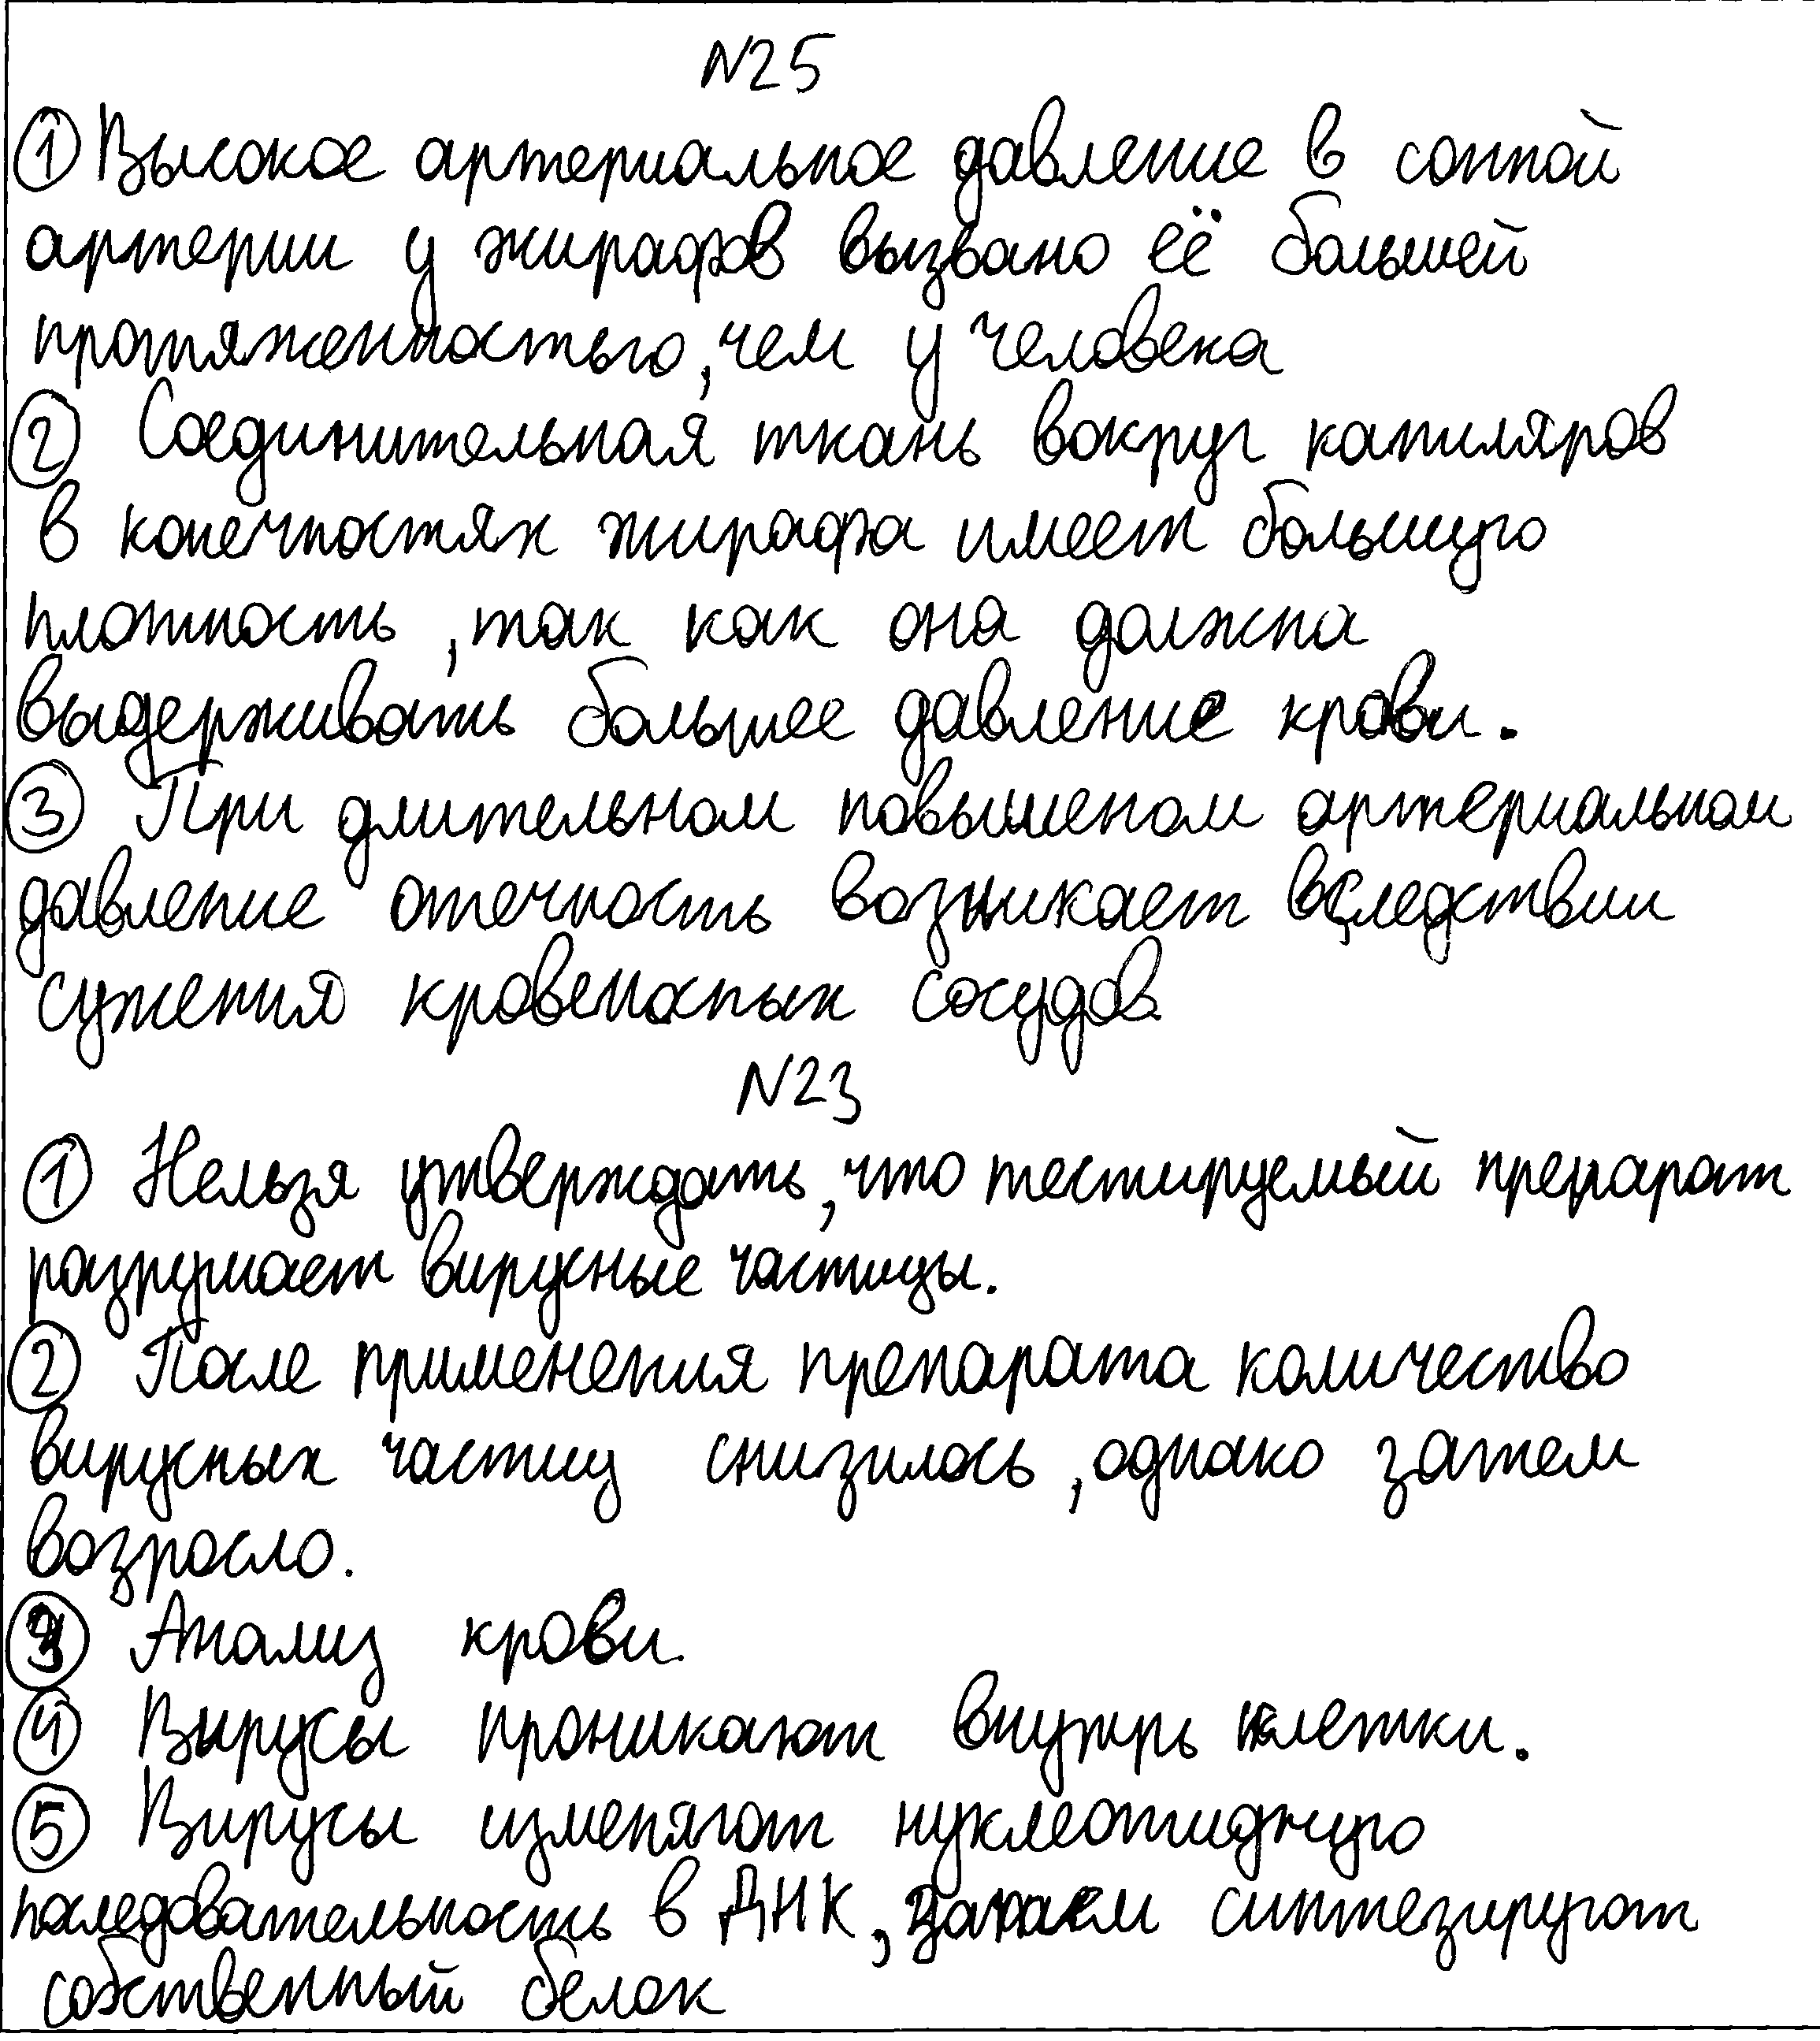 N25
① Высокое артериальное давление в сонной
артерии у жирафов вызвано её большей
протяженностью, чем у человека
② Соединительная ткань вокруг капиляров
в конечностях жирафа имеет большую
плотность, так как она должна
выдерживать большее давление крови.
③ При длительном повышеном артериальном
давление отечность возникает вследствии
сужения кровеносных сосудов.
N23
① Нельзя утверждать, что тестируемый препарат
разрушает вирусные частицы.
② После применения препарата количество
вирусных частиц снизилось, однако затем
возросло.
③ Анализ крови.
④ Вирусы проникают внутрь клетки.
⑤ Вирусы изменяют нуклеотидную
последовательность в ДНК, затем синтезируют
собственный белок